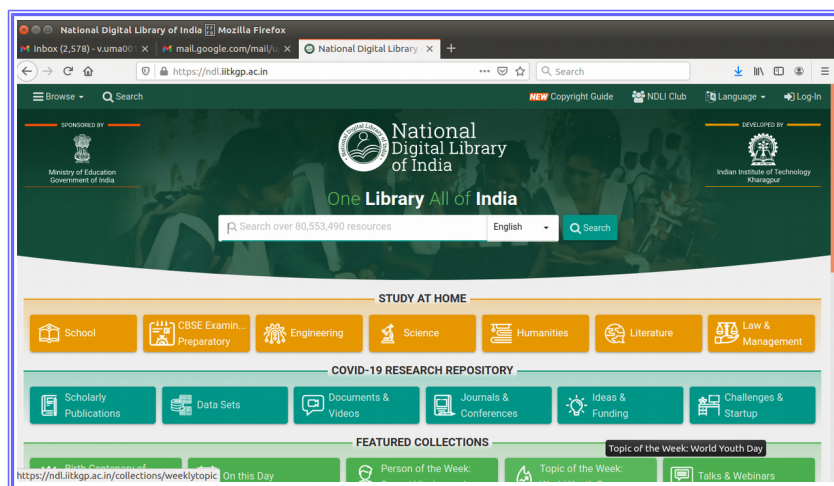 National Digital Library of India Mozilla Firefox
Inbox (2,578) - v.uma001
mail.google.com/mail/u
National Digital Library
https://ndl.iitkgp.ac.in
Search
Browse
Search
NEW Copyright Guide
NDLI Club
Language
Log-In
SPONSORED BY
Ministry of Education
Government of India
National
Digital Library
of India
DEVELOPED BY
Indian Institute of Technology
Kharagpur
One Library All of India
Search over 80,553,490 resources
English
Search
STUDY AT HOME
School
CBSE Examin...
Preparatory
Engineering
Science
Humanities
Literature
Law &
Management
COVID-19 RESEARCH REPOSITORY
Scholarly
Publications
Data Sets
Documents &
Videos
Journals &
Conferences
Ideas &
Funding
Challenges &
Startup
FEATURED COLLECTIONS
Topic of the Week: World Youth Day
Birth Centenary of
On this Day
Person of the Week:
Topic of the Week:
Talks & Webinars
https://ndl.iitkgp.ac.in/collections/weeklytopic